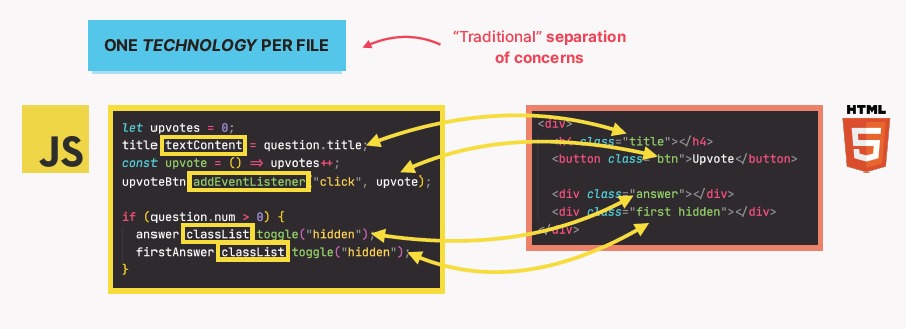 ONE TECHNOLOGY PER FILE
“Traditional” separation
of concerns
JS
let upvotes = 0;
title.textContent = question.title;
const upvote = () => upvotes++;
upvoteBtn.addEventListener("click", upvote);
if (question.num > 0) {
answer.classList.toggle("hidden");
firstAnswer.classList.toggle("hidden");
}
HTML
5
<div>
<h4 class="title"></h4>
<button class="btn">Upvote</button>
<div class="answer"></div>
<div class="first hidden"></div>
</div>